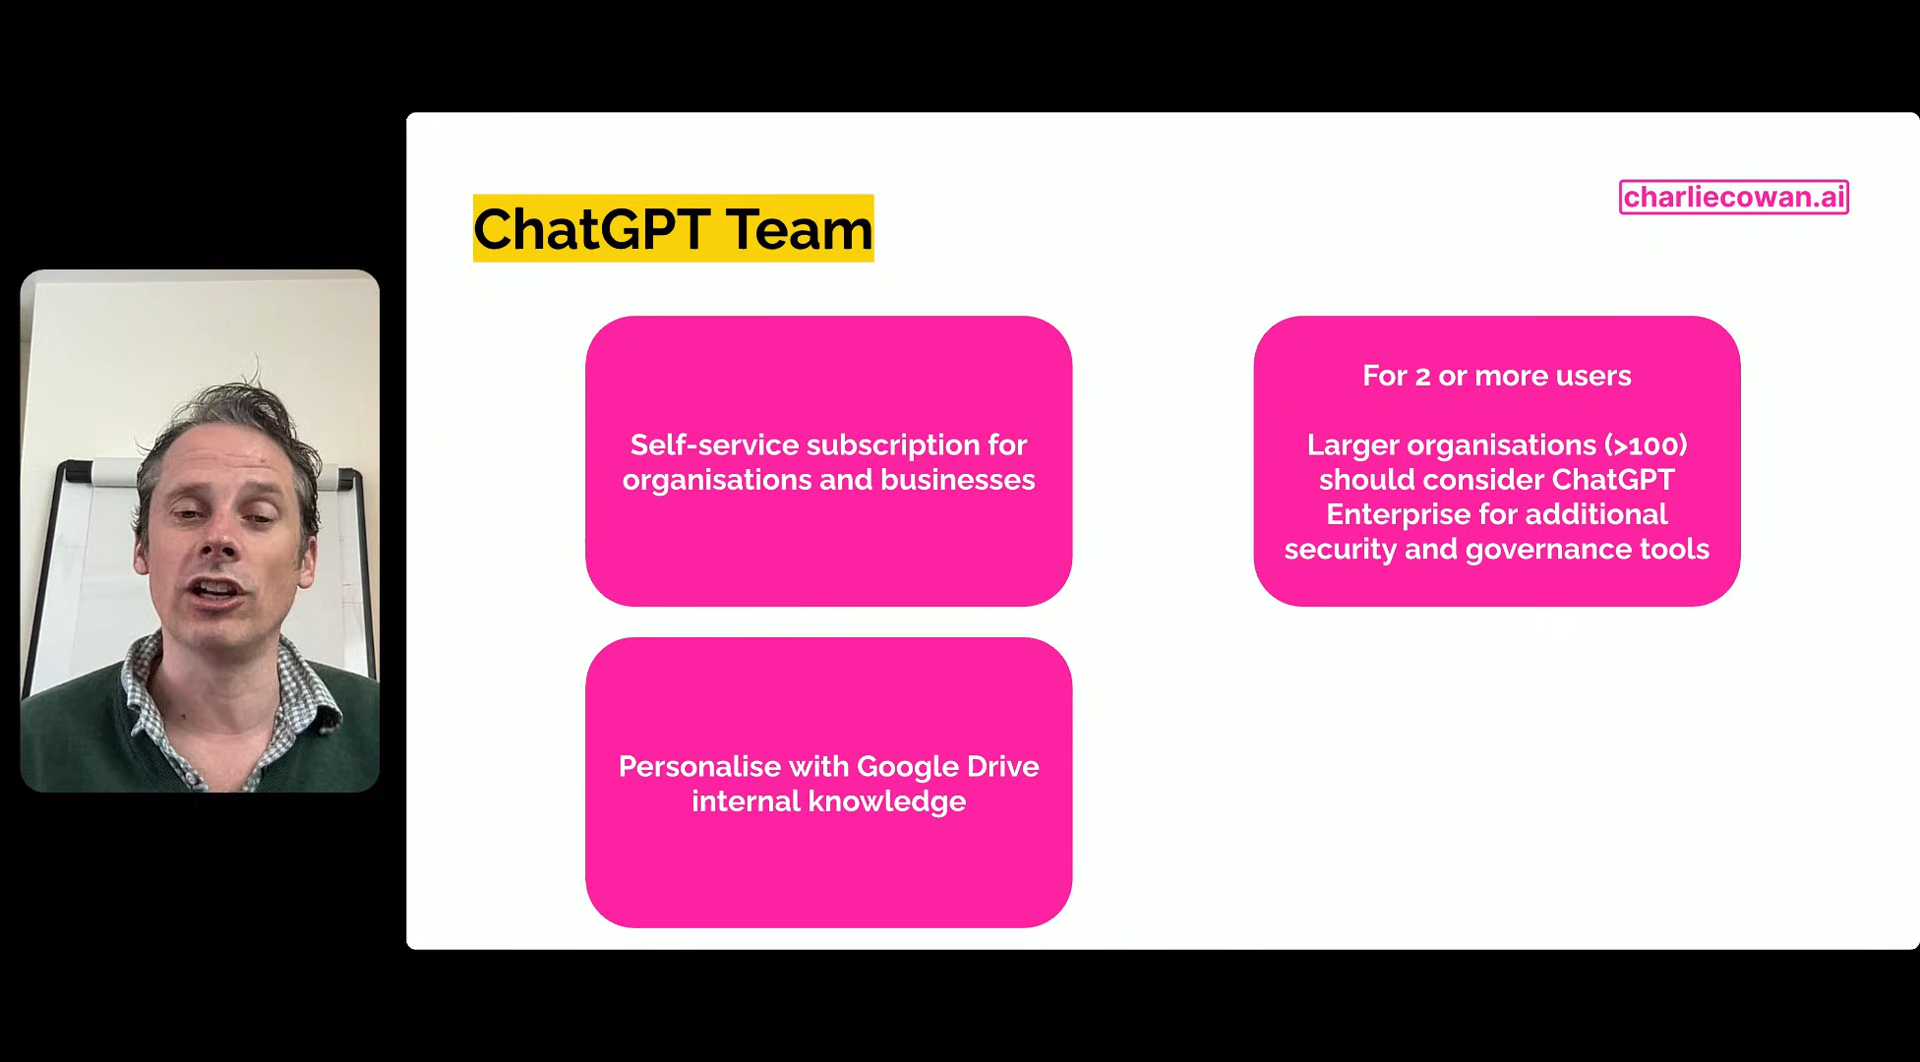 ChatGPT Team
charliecowan.ai
Self-service subscription for
organisations and businesses
For 2 or more users
Larger organisations (>100)
should consider ChatGPT
Enterprise for additional
security and governance tools
Personalise with Google Drive
internal knowledge